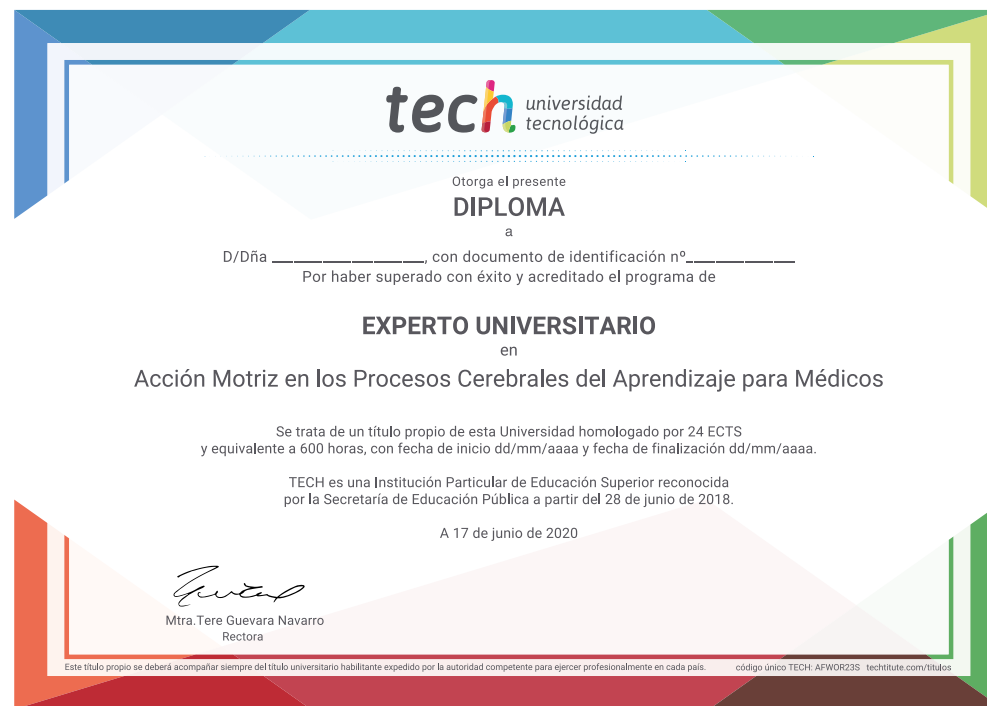 tech universidad
tecnológica
Otorga el presente
DIPLOMA
a
D/Dña ______________, con documento de identificación nº__________
Por haber superado con éxito y acreditado el programa de
EXPERTO UNIVERSITARIO
en
Acción Motriz en los Procesos Cerebrales del Aprendizaje para Médicos
Se trata de un título propio de esta Universidad homologado por 24 ECTS
y equivalente a 600 horas, con fecha de inicio dd/mm/aaaa y fecha de finalización dd/mm/aaaa.
TECH es una Institución Particular de Educación Superior reconocida
por la Secretaría de Educación Pública a partir del 28 de junio de 2018.
A 17 de junio de 2020
Mtra.Tere Guevara Navarro
Rectora
Este título propio se deberá acompañar siempre del título universitario habilitante expedido por la autoridad competente para ejercer profesionalmente en cada país. código único TECH: AFWOR23S techtitute.com/titulos